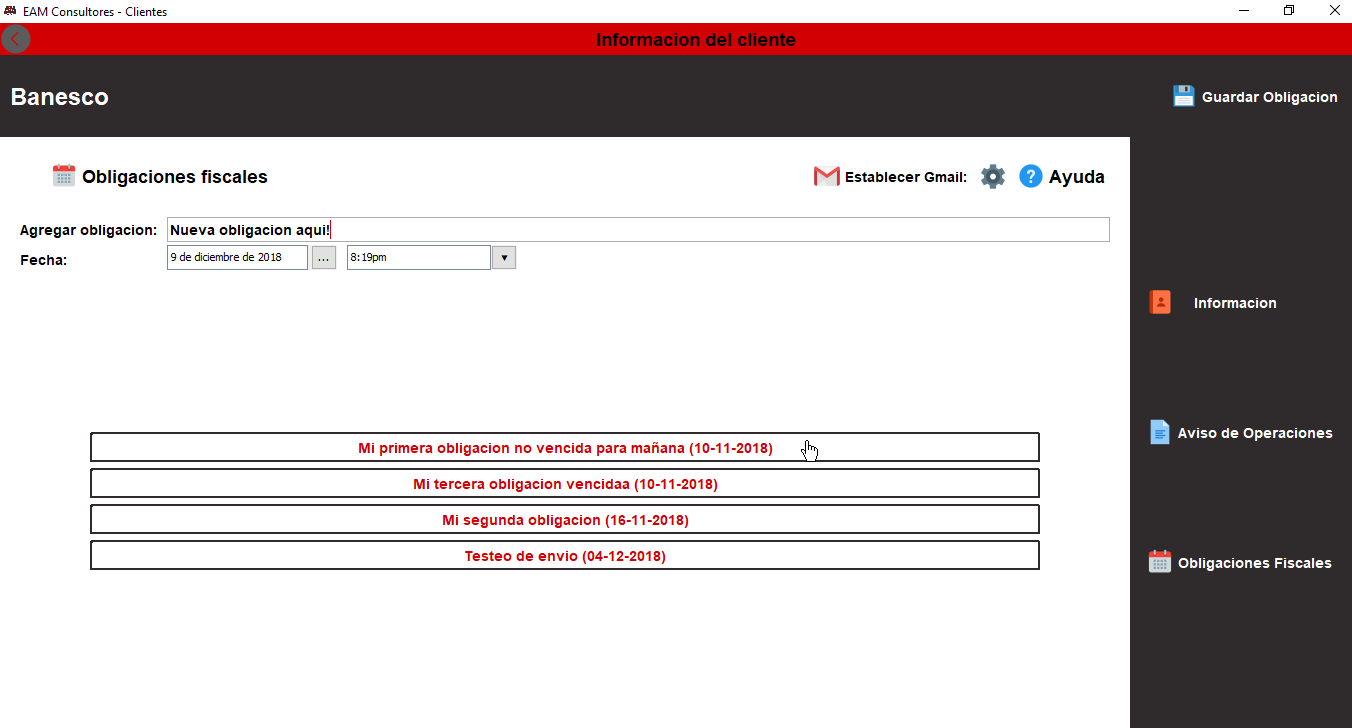 EAM Consultores - Clientes
Informacion del cliente
Banesco
Guardar Obligacion
Obligaciones fiscales
Establecer Gmail:
? Ayuda
Agregar obligacion: Nueva obligacion aqui!
Fecha: 9 de diciembre de 2018 ... 8:19pm
Informacion
Mi primera obligacion no vencida para mañana (10-11-2018)
Mi tercera obligacion vencidaa (10-11-2018)
Mi segunda obligacion (16-11-2018)
Testeo de envio (04-12-2018)
Aviso de Operaciones
Obligaciones Fiscales